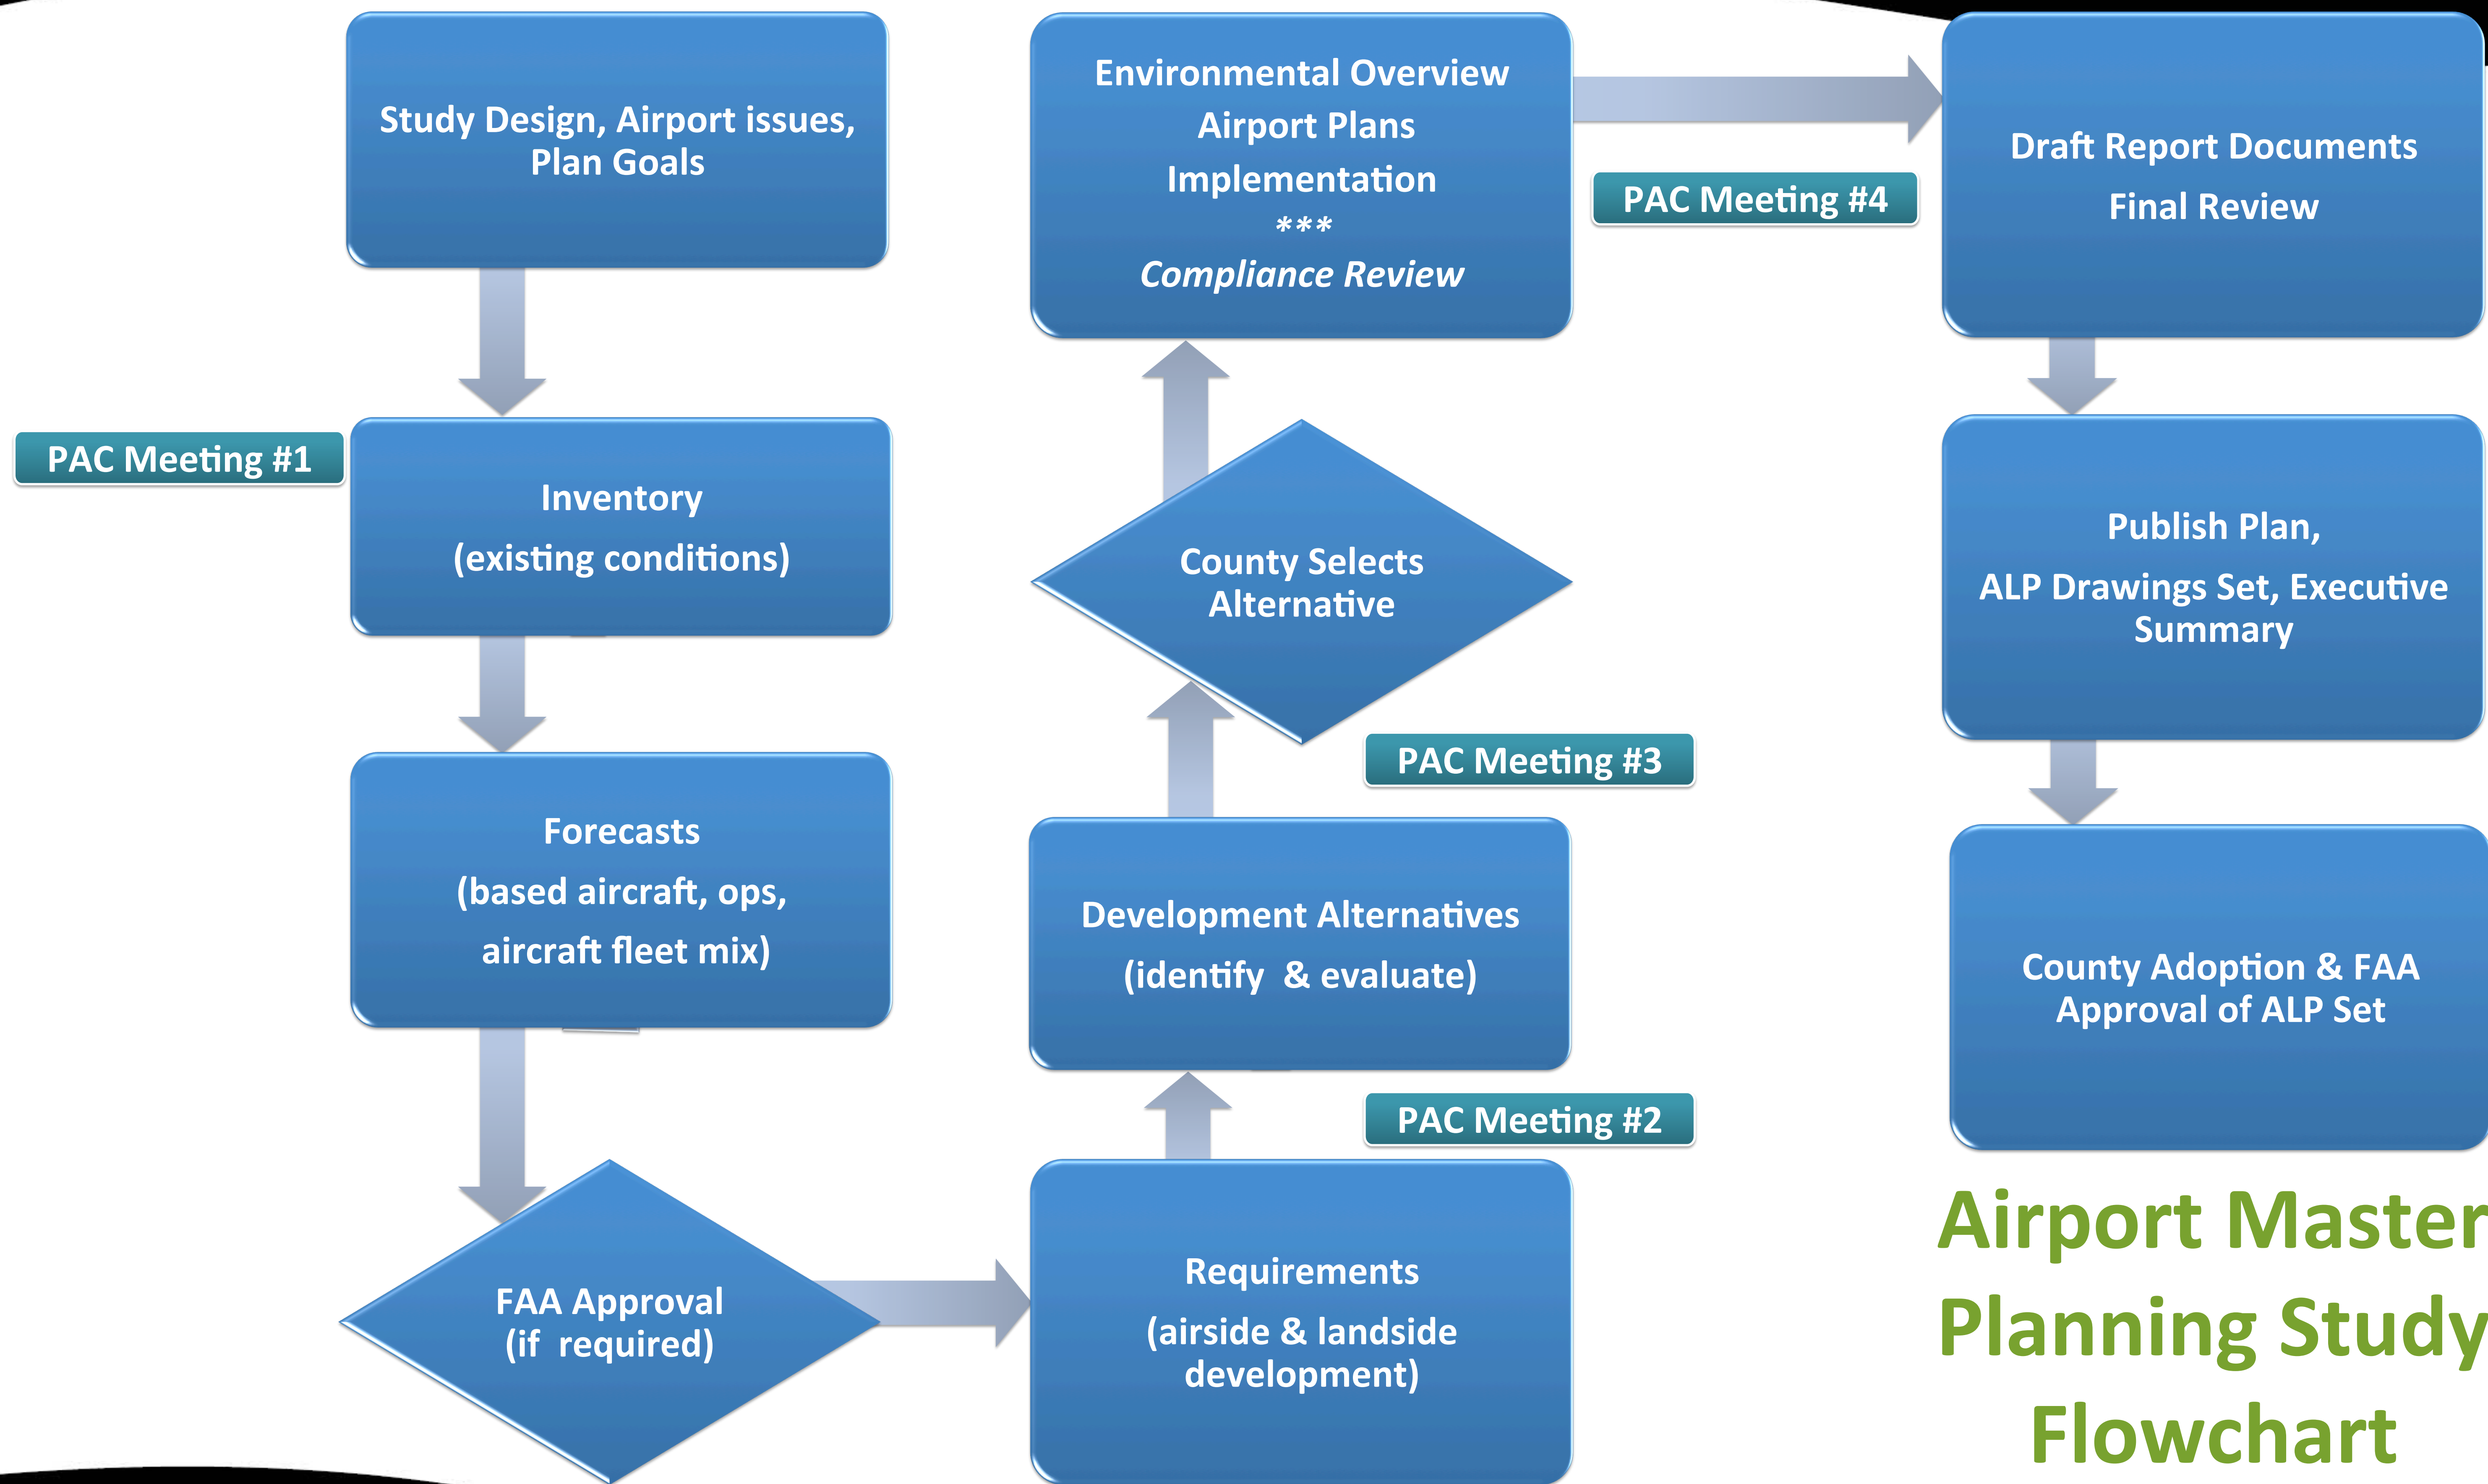 Study Design, Airport issues,
Plan Goals
PAC Meeting #1
Inventory
(existing conditions)
Forecasts
(based aircraft, ops,
aircraft fleet mix)
FAA Approval
(if required)
Requirements
(airside & landside
development)
PAC Meeting #2
Development Alternatives
(identify & evaluate)
PAC Meeting #3
County Selects
Alternative
Environmental Overview
Airport Plans
Implementation
***
Compliance Review
PAC Meeting #4
Draft Report Documents
Final Review
Publish Plan,
ALP Drawings Set, Executive
Summary
County Adoption & FAA
Approval of ALP Set
Airport Master
Planning Study
Flowchart